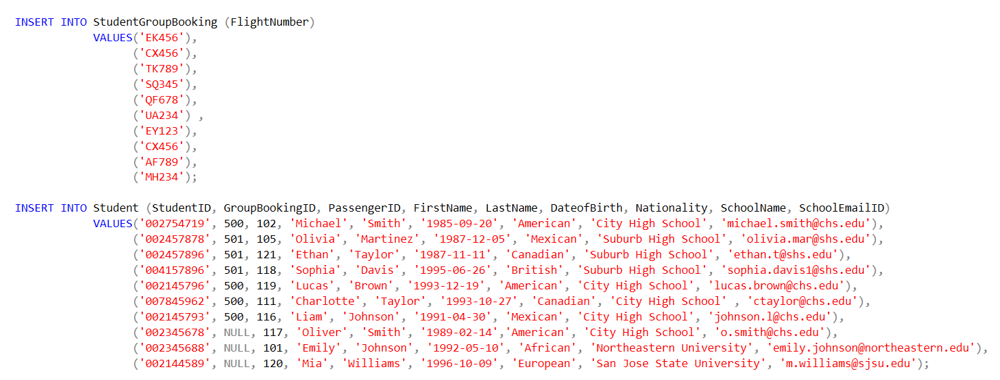 INSERT INTO StudentGroupBooking (FlightNumber)
VALUES('EK456'),
('CX456'),
('TK789'),
('SQ345'),
('QF678'),
('UA234') ,
('EY123'),
('CX456'),
('AF789'),
('MH234');
INSERT INTO Student (StudentID, GroupBookingID, PassengerID, FirstName, LastName, DateofBirth, Nationality, SchoolName, SchoolEmailID)
VALUES('002754719', 500, 102, 'Michael', 'Smith', '1985-09-20', 'American', 'City High School', 'michael.smith@chs.edu'),
('002457878', 501, 105, 'Olivia', 'Martinez', '1987-12-05', 'Mexican', 'Suburb High School', 'olivia.mar@shs.edu'),
('002457896', 501, 121, 'Ethan', 'Taylor', '1987-11-11', 'Canadian', 'Suburb High School', 'ethan.t@shs.edu'),
('004157896', 501, 118, 'Sophia', 'Davis', '1995-06-26', 'British', 'Suburb High School', 'sophia.davis1@shs.edu'),
('002145796', 500, 119, 'Lucas', 'Brown', '1993-12-19', 'American', 'City High School', 'lucas.brown@chs.edu'),
('007845962', 500, 111, 'Charlotte', 'Taylor' , '1993-10-27', 'Canadian', 'City High School' , 'ctaylor@chs.edu'),
('002145793', 500, 116, 'Liam', 'Johnson', '1991-04-30', 'Mexican', 'City High School', 'johnson.l@chs.edu'),
('002345678', NULL, 117, 'Oliver', 'Smith', '1989-02-14','American', 'City High School', 'o.smith@chs.edu'),
('002345688', NULL, 101, 'Emily', 'Johnson', '1992-05-10', 'African', 'Northeastern University', 'emily.johnson@northeastern.edu'),
('002144589', NULL, 120, 'Mia', 'Williams', '1996-10-09', 'European', 'San Jose State University', 'm.williams@sjsu.edu');